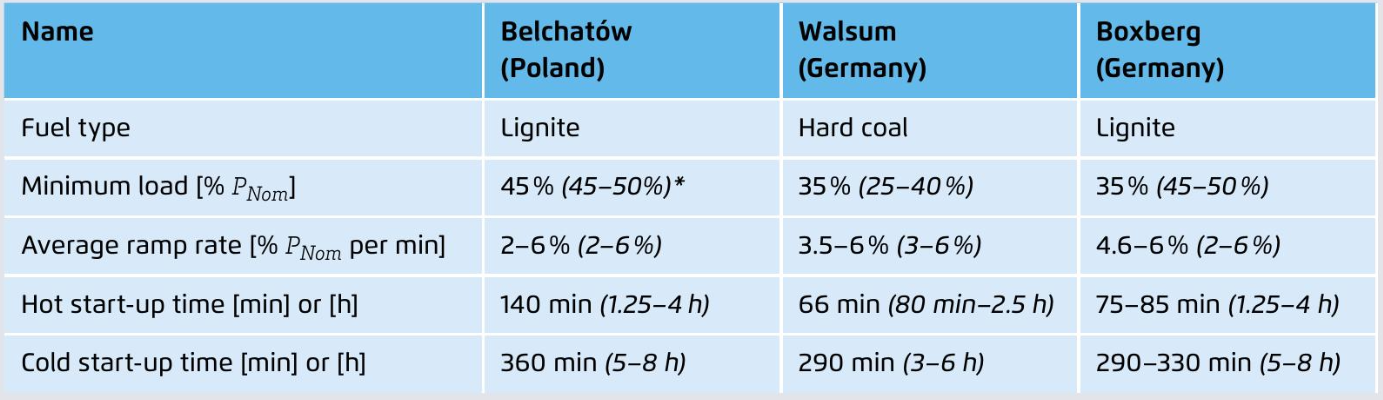 Name Belchatów (Poland) Walsum (Germany) Boxberg (Germany)
Fuel type Lignite Hard coal Lignite
Minimum load [% P_Nom] 45% (45–50%)* 35% (25–40%) 35% (45–50%)
Average ramp rate [% P_Nom per min] 2–6% (2–6%) 3.5–6% (3–6%) 4.6–6% (2–6%)
Hot start-up time [min] or [h] 140 min (1.25–4 h) 66 min (80 min–2.5 h) 75–85 min (1.25–4 h)
Cold start-up time [min] or [h] 360 min (5–8 h) 290 min (3–6 h) 290–330 min (5–8 h)